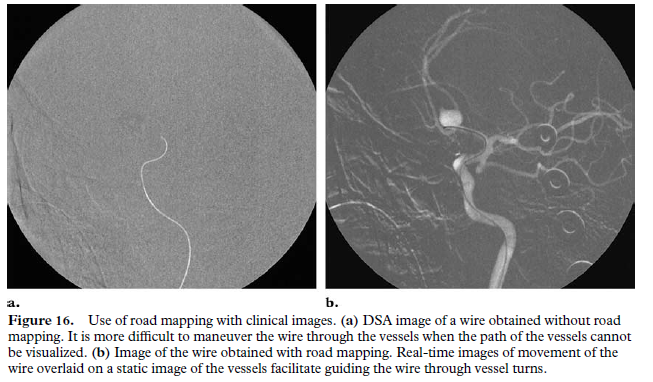 a.
b.
Figure 16. Use of road mapping with clinical images. (a) DSA image of a wire obtained without road
mapping. It is more difficult to maneuver the wire through the vessels when the path of the vessels cannot
be visualized. (b) Image of the wire obtained with road mapping. Real-time images of movement of the
wire overlaid on a static image of the vessels facilitate guiding the wire through vessel turns.